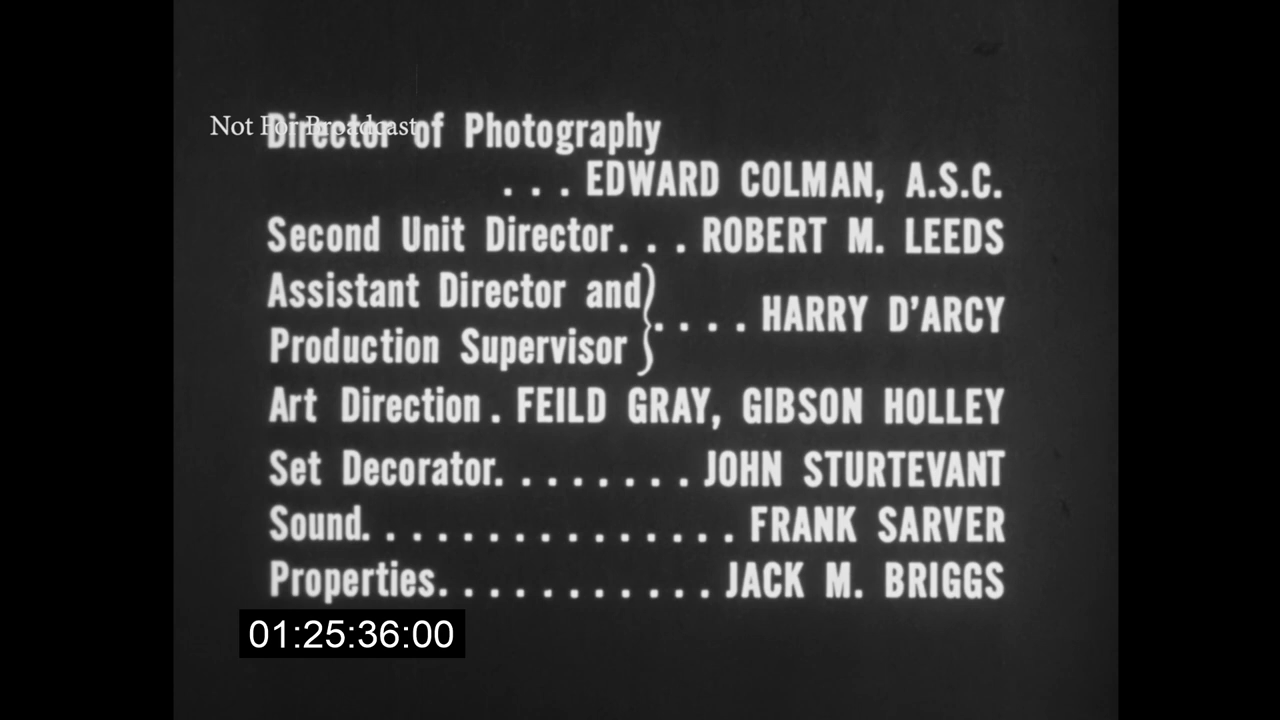 Not For Broadcast
Director of Photography
. . . EDWARD COLMAN, A.S.C.
Second Unit Director. . . ROBERT M. LEEDS
Assistant Director and
Production Supervisor } . . . . HARRY D'ARCY
Art Direction . FEILD GRAY, GIBSON HOLLEY
Set Decorator. . . . . . . . JOHN STURTEVANT
Sound. . . . . . . . . . . . . . . FRANK SARVER
Properties. . . . . . . . . . . JACK M. BRIGGS
01:25:36:00